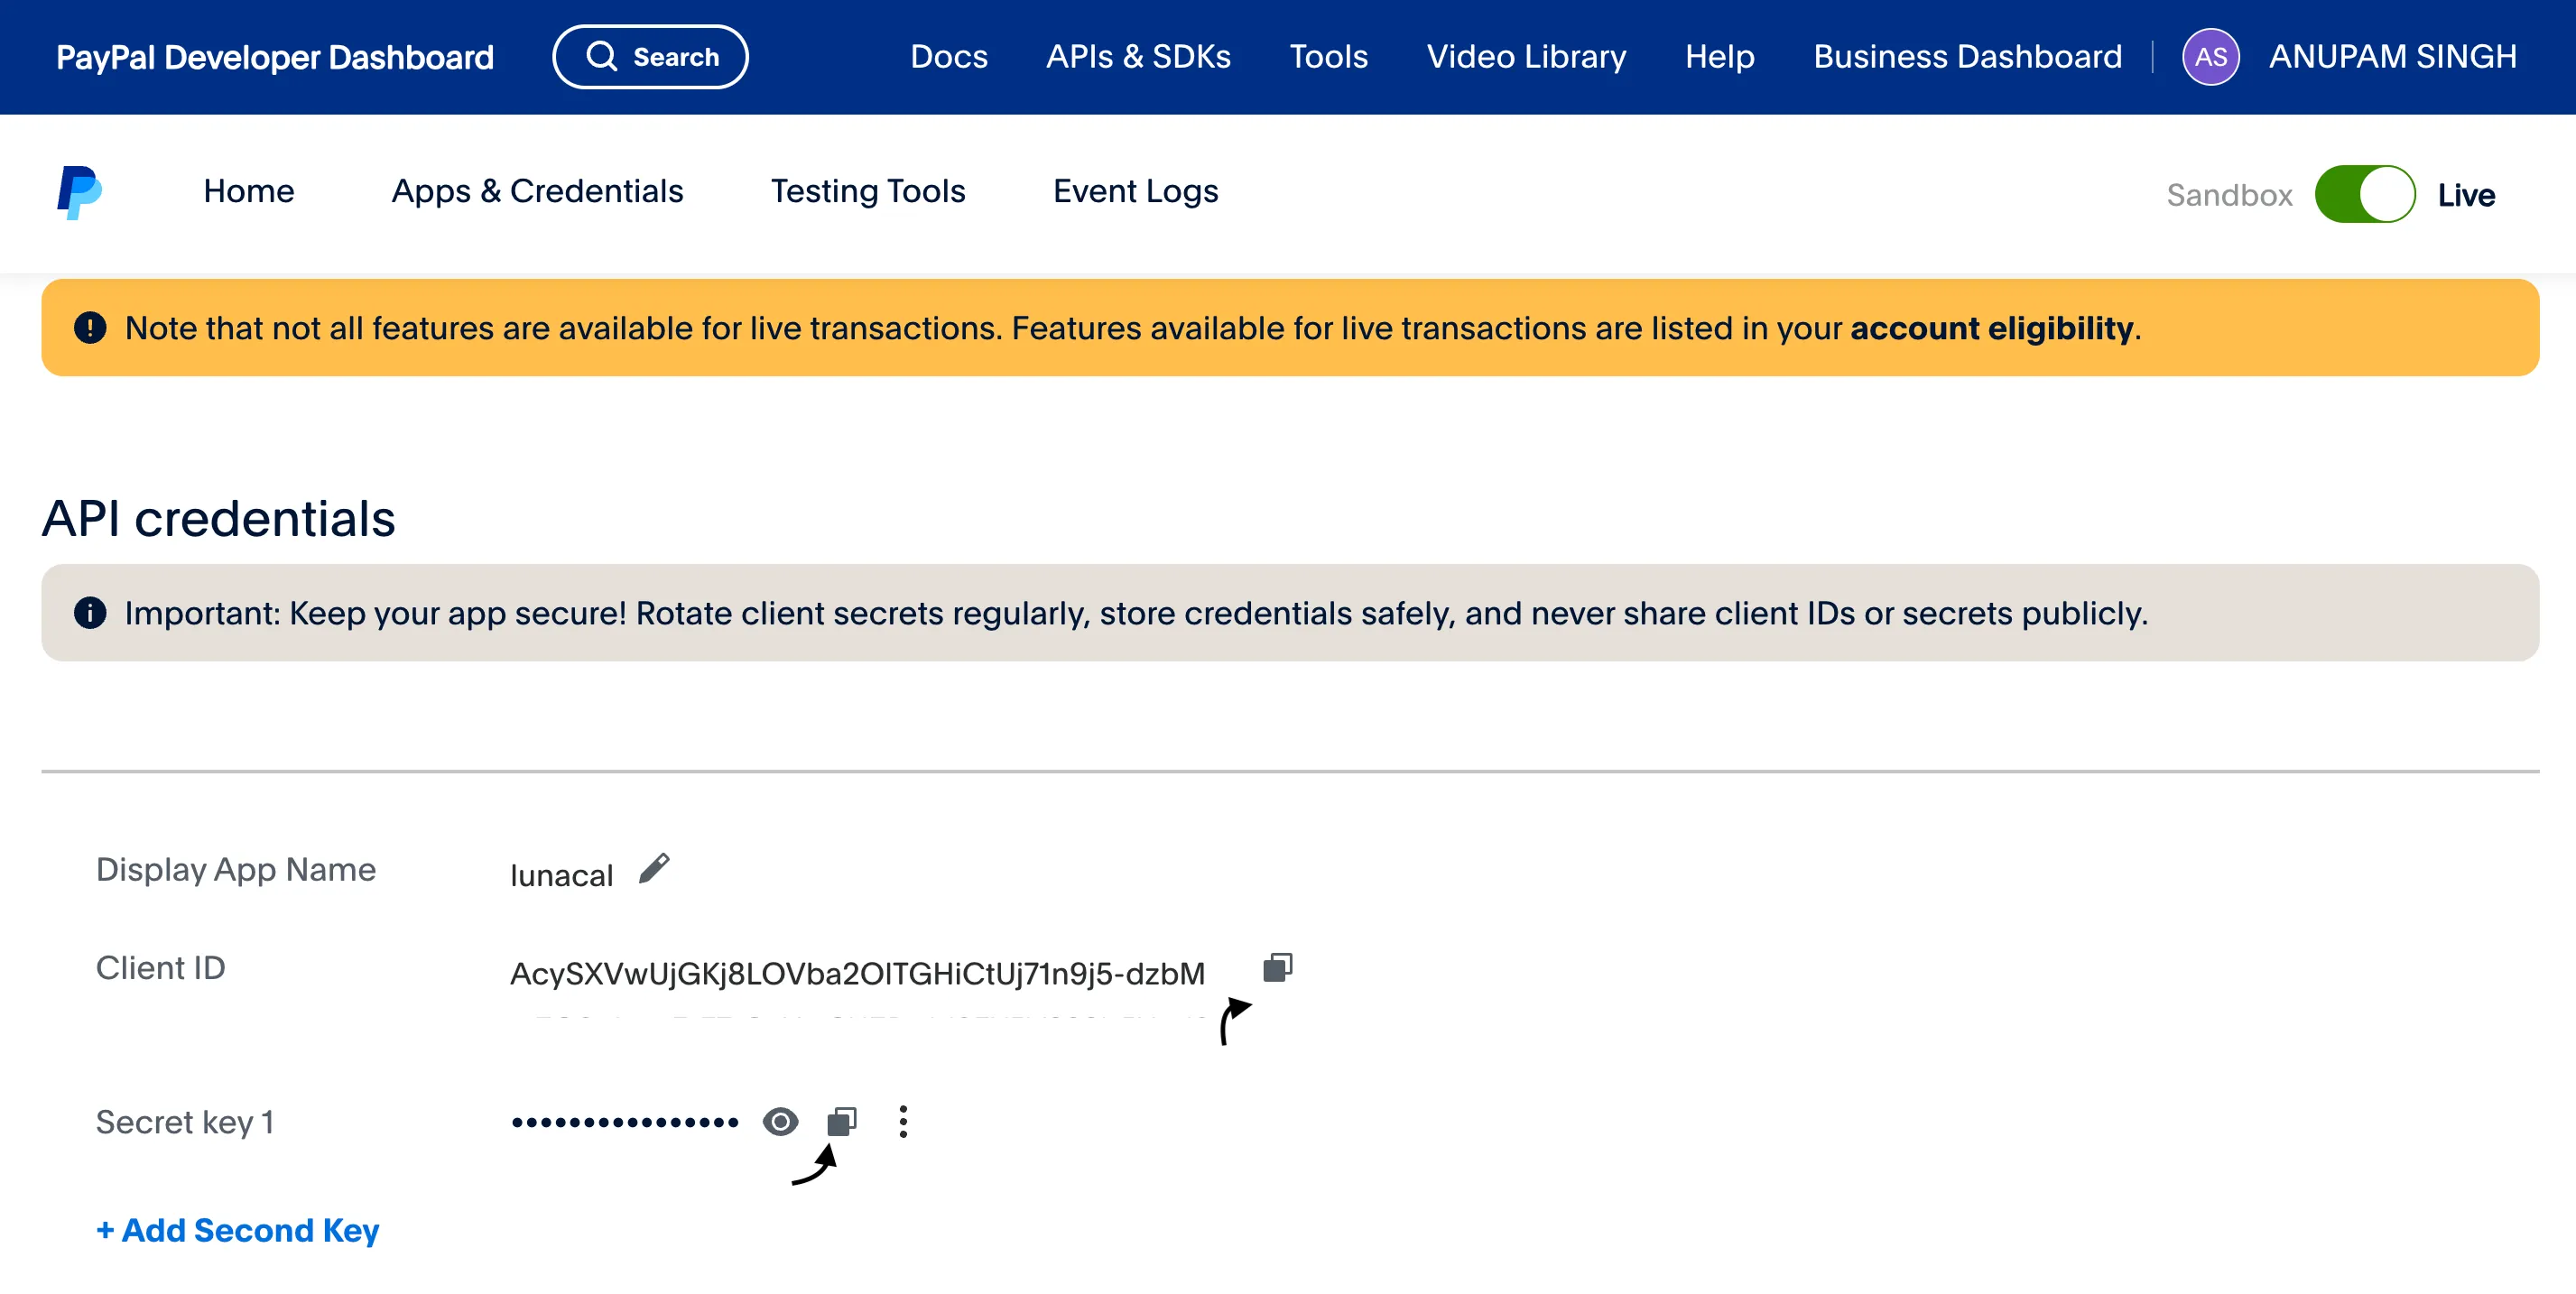 PayPal Developer Dashboard Search Docs APIs & SDKs Tools Video Library Help Business Dashboard AS ANUPAM SINGH
Home Apps & Credentials Testing Tools Event Logs Sandbox Live
Note that not all features are available for live transactions. Features available for live transactions are listed in your account eligibility.
API credentials
Important: Keep your app secure! Rotate client secrets regularly, store credentials safely, and never share client IDs or secrets publicly.
Display App Name lunacal
Client ID AcySXVwUjGKj8LOVba2OITGHiCtUj71n9j5-dzbM
Secret key 1 ••••••••••••••••
+ Add Second Key